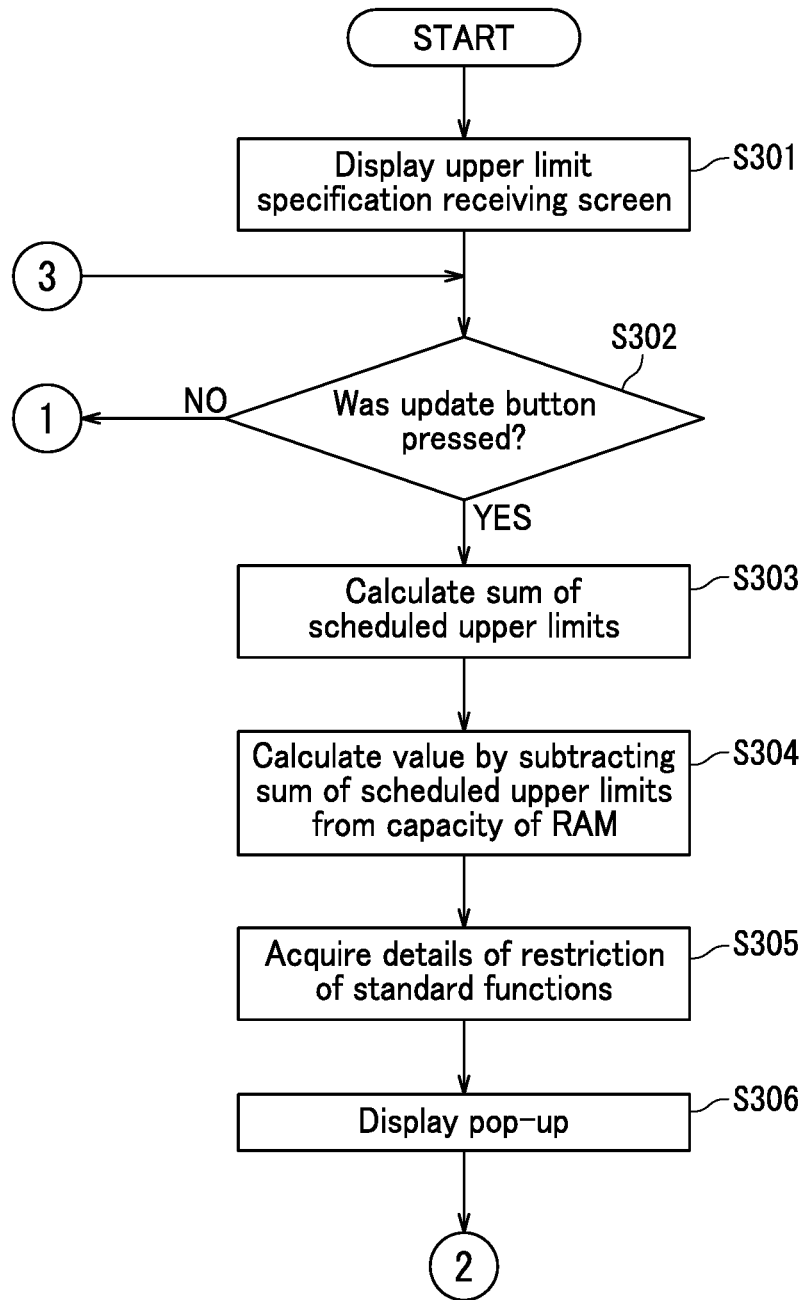 START
Display upper limit
specification receiving screen
S301
3
S302
Was update button
pressed?
NO
1
YES
Calculate sum of
scheduled upper limits
S303
Calculate value by subtracting
sum of scheduled upper limits
from capacity of RAM
S304
Acquire details of restriction
of standard functions
S305
Display pop-up
S306
2